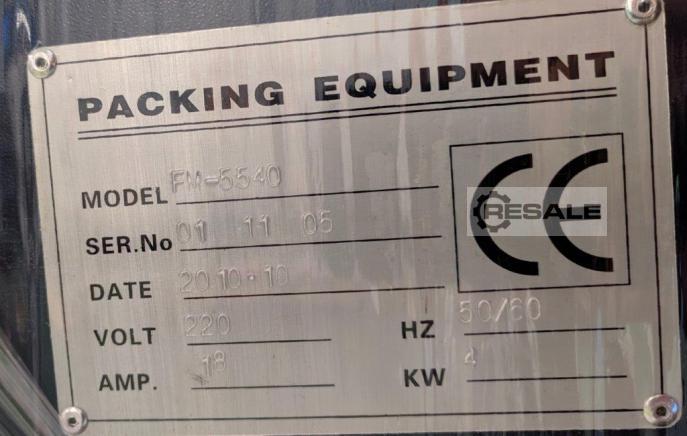 PACKING EQUIPMENT
MODEL FM-5540
SER.No 01 11 05
DATE 2010·10
VOLT 220
HZ 50/60
AMP. 18
KW 4
CE
RESALE